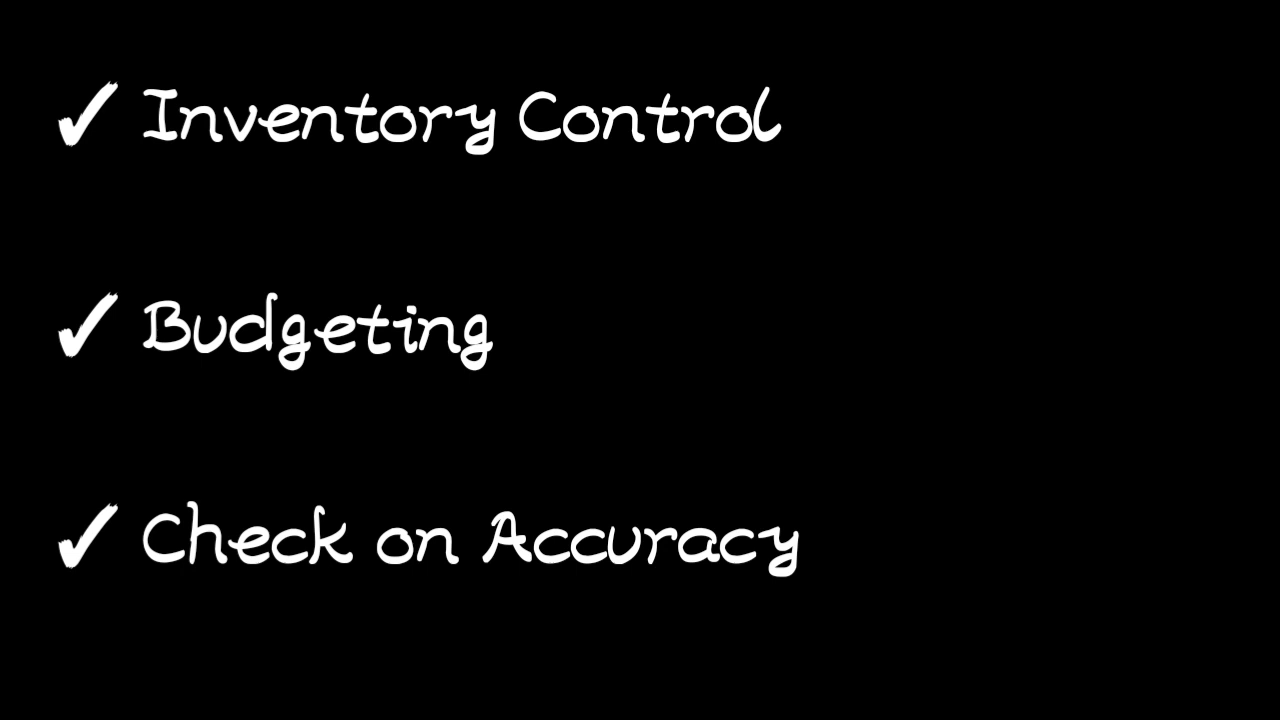 ✓ Inventory Control
✓ Budgeting
✓ Check on Accuracy